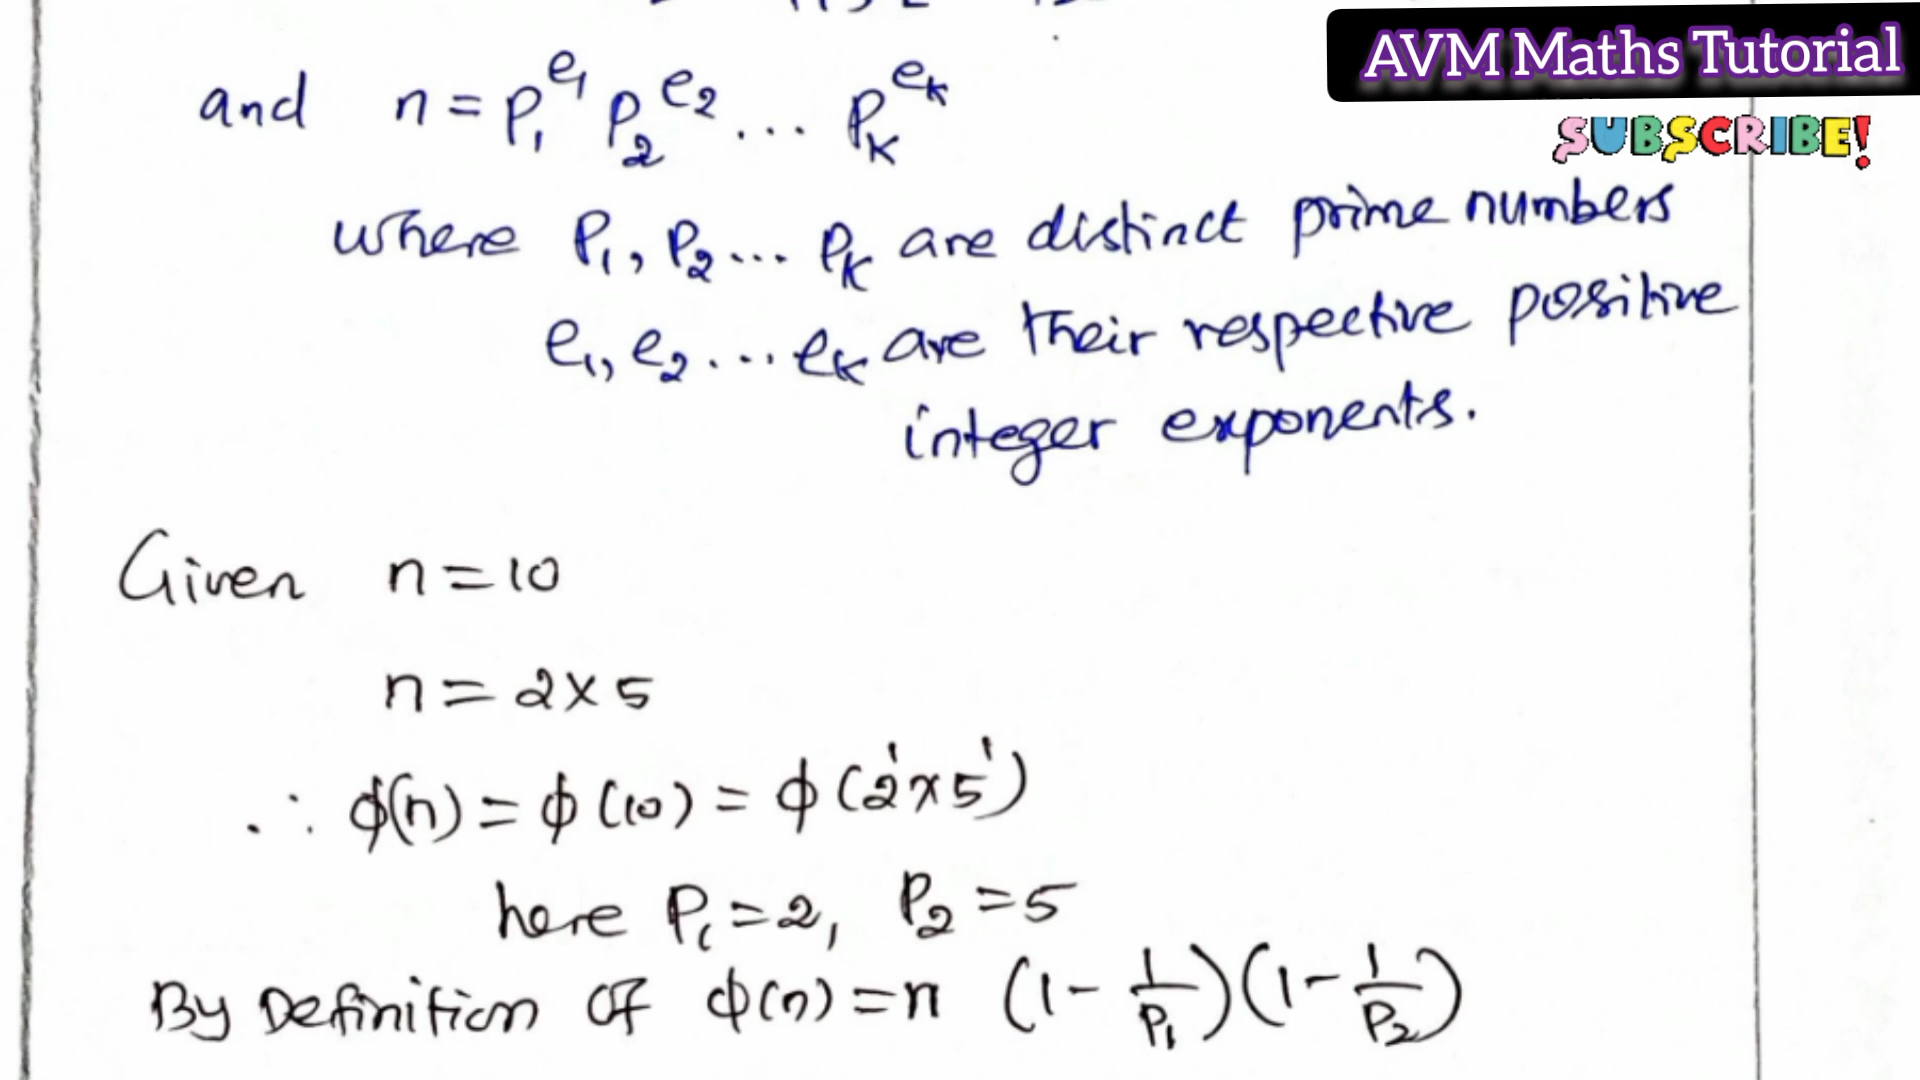 AVM Maths Tutorial
SUBSCRIBE!
and n = p₁^e₁ p₂^e₂ ... p_k^e_k
where P₁, P₂ ... P_k are distinct prime numbers
e₁, e₂ ... e_k are their respective positive
integer exponents.
Given n = 10
n = 2 × 5
∴ ϕ(n) = ϕ(10) = ϕ(2¹ × 5¹)
here P₁ = 2, P₂ = 5
By Definition of ϕ(n) = n (1 - 1/P₁)(1 - 1/P₂)